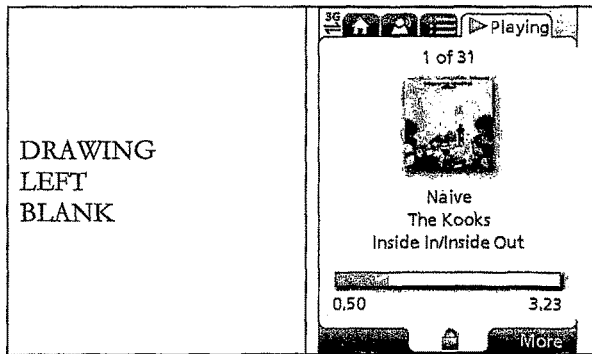 DRAWING
LEFT
BLANK
3G
Playing
1 of 31
Naive
The Kooks
Inside In/Inside Out
0,50 3,23
More